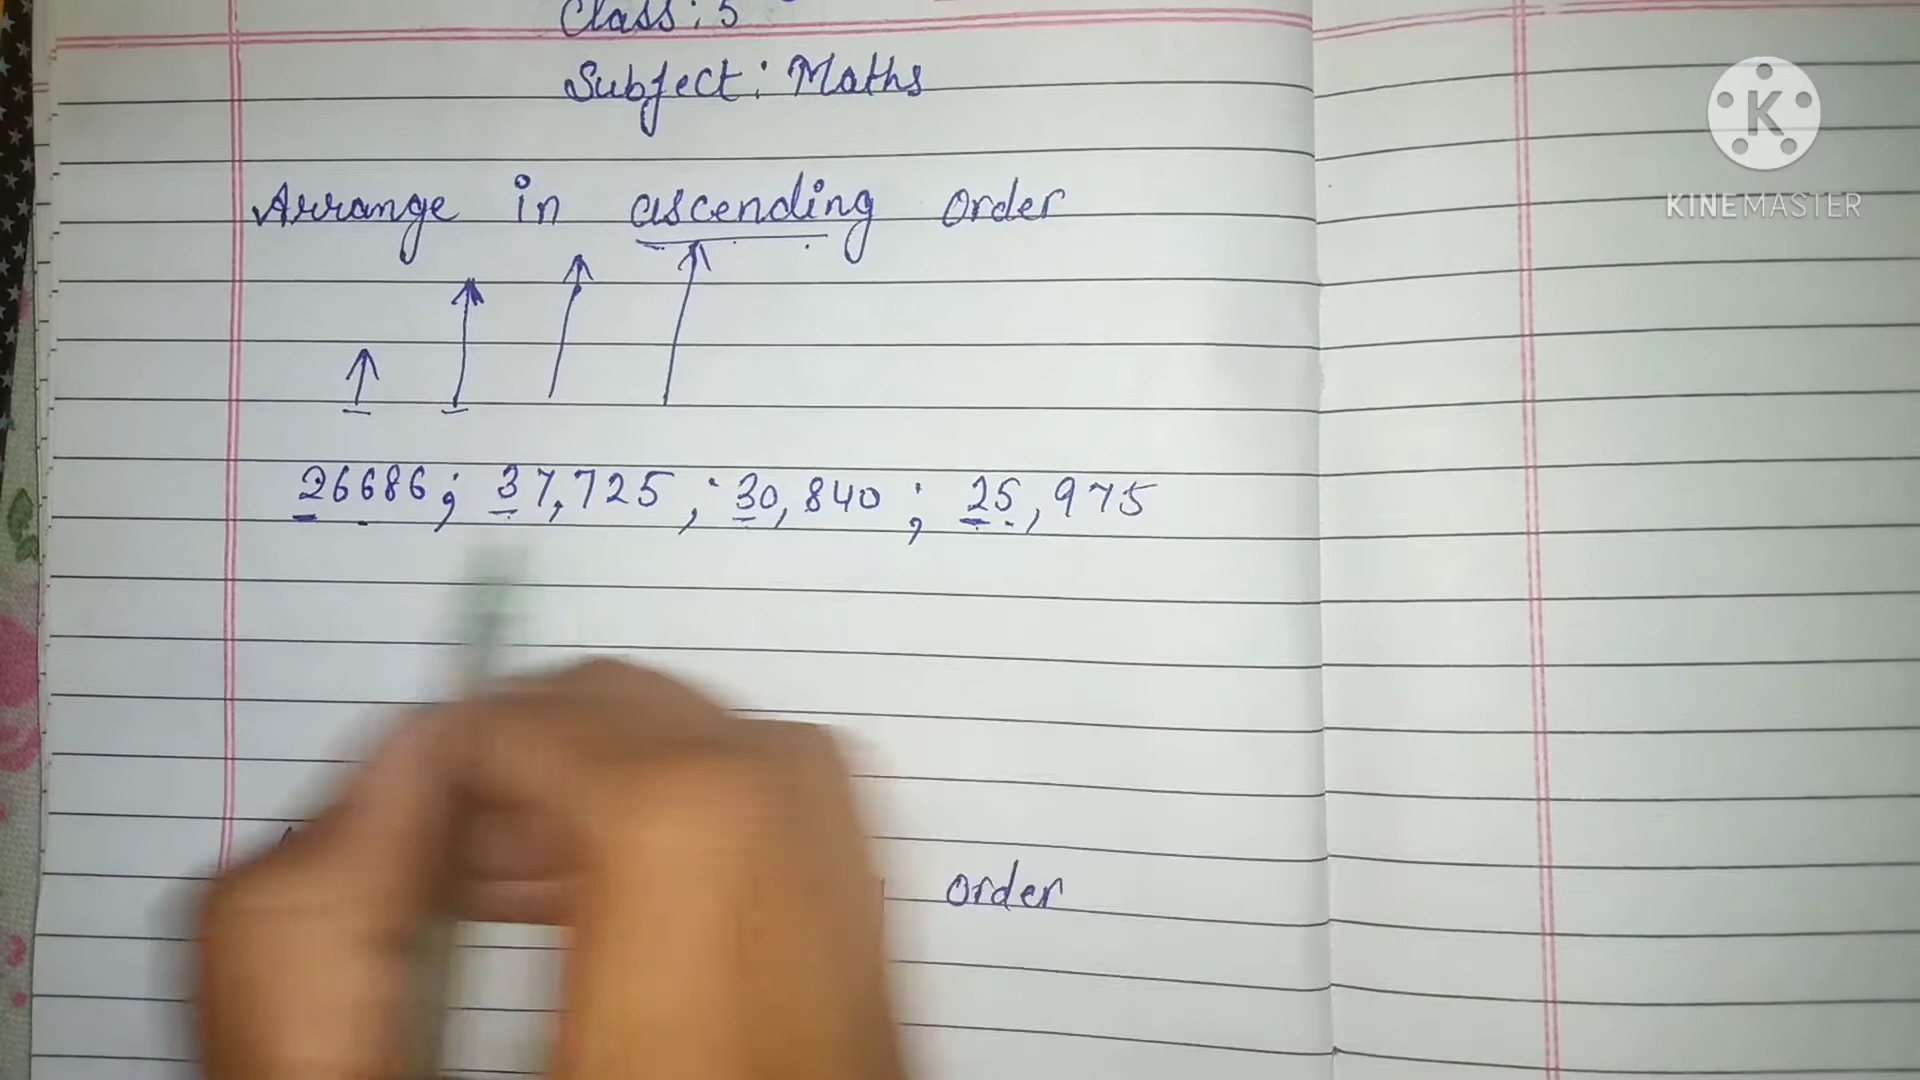 Class: 5
Subject: Maths
KINEMASTER
Arrange in ascending order
26686; 37,725; 30,840; 25,975
order